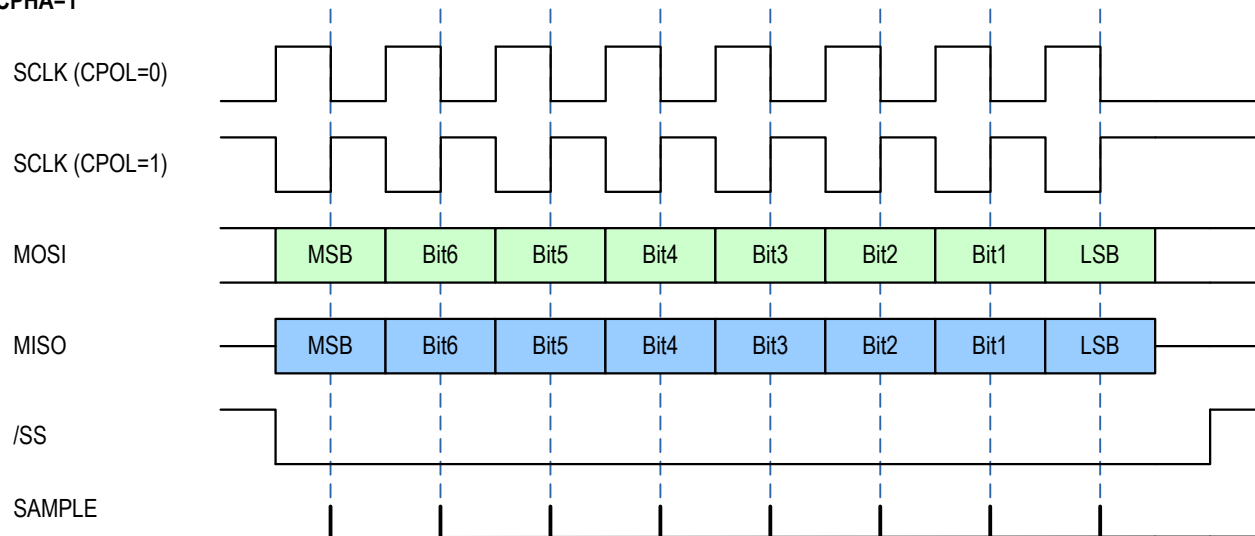 CPHA=1
SCLK (CPOL=0)
SCLK (CPOL=1)
MOSI MSB Bit6 Bit5 Bit4 Bit3 Bit2 Bit1 LSB
MISO MSB Bit6 Bit5 Bit4 Bit3 Bit2 Bit1 LSB
/SS
SAMPLE